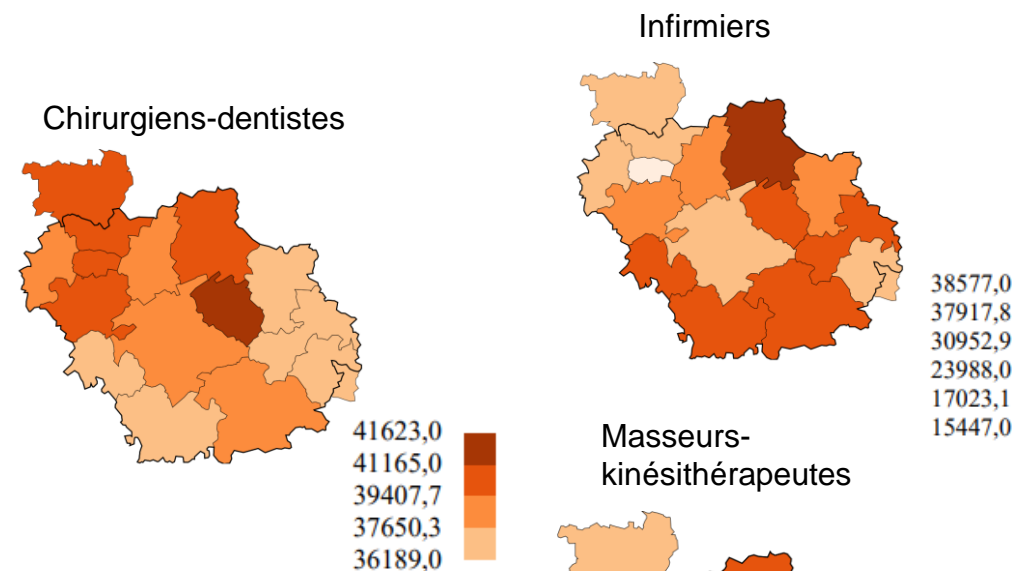 Infirmiers
Chirurgiens-dentistes
38577,0
37917,8
30952,9
23988,0
17023,1
15447,0
41623,0
41165,0
39407,7
37650,3
36189,0
Masseurs-
kinésithérapeutes